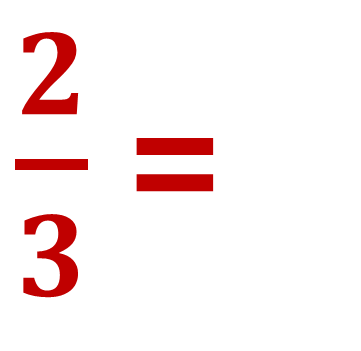 2/3 =